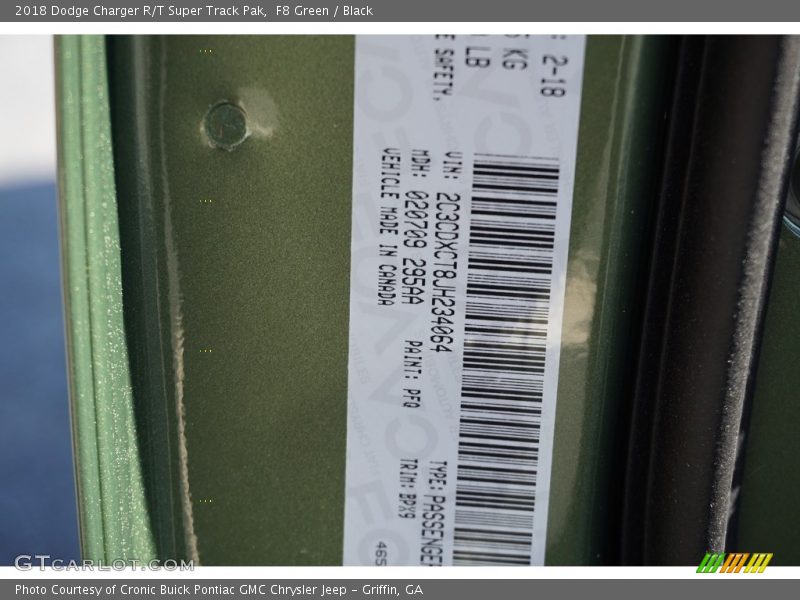 2018 Dodge Charger R/T Super Track Pak,  F8 Green / Black
: 2-18
KG
LB
E SAFETY,
VIN: 2C3CDXCT8JH234064
TYPE: PASSENGER
MDH: 020709 295AA
PAINT: PFQ
TRIM: BPX9
VEHICLE MADE IN CANADA
465
GTcarlot.com
Photo Courtesy of Cronic Buick Pontiac GMC Chrysler Jeep – Griffin, GA